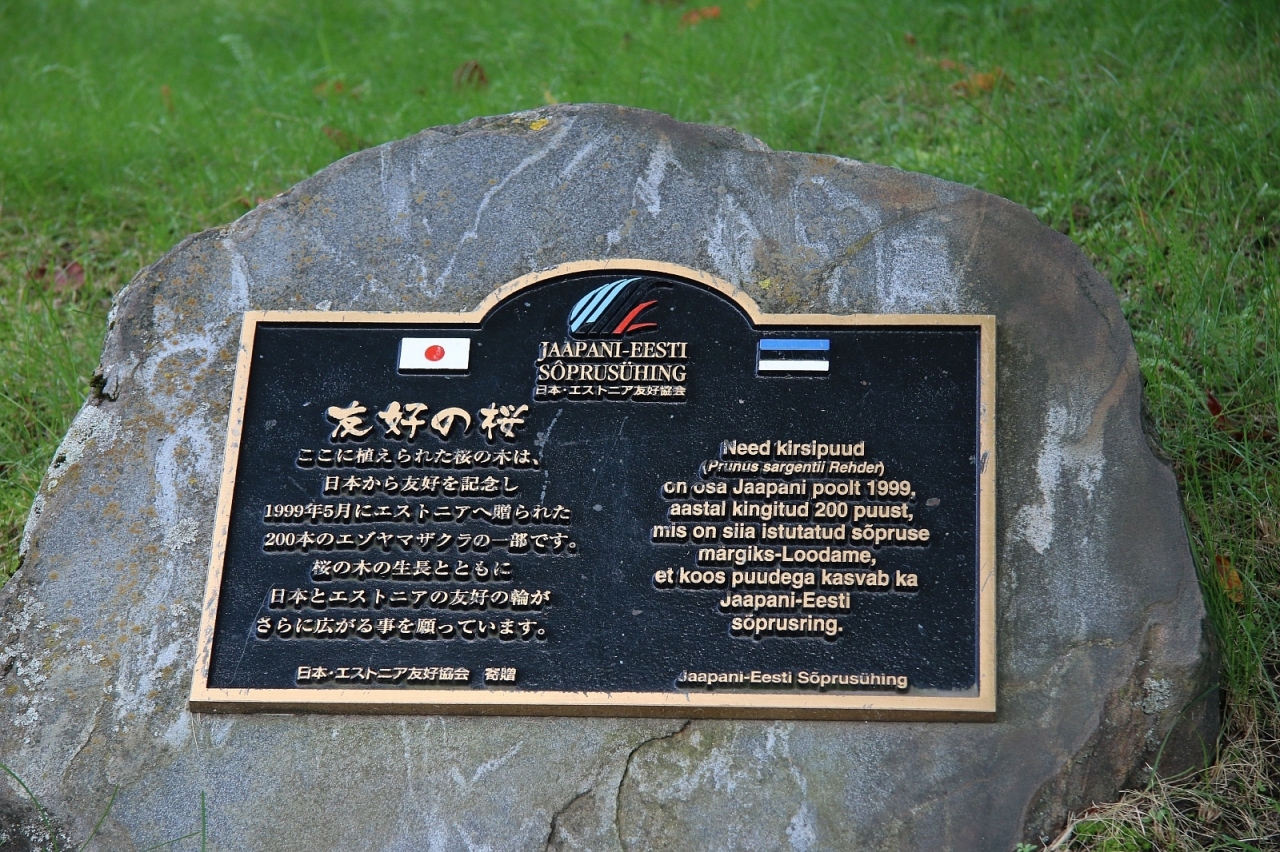 JAAPANI-EESTI
SÔPRUSÜHING
日本・エストニア友好協会
友好の桜
ここに植えられた桜の木は、
日本から友好を記念し
1999年5月にエストニアへ贈られた
200本のエゾヤマザクラの一部です。
桜の木の生長とともに
日本とエストニアの友好の輪が
さらに広がる事を願っています。
日本・エストニア友好協会 寄贈
Need kirsipuud
(Prunus sargentii Rehder)
on osa Jaapani poolt 1999.
aastal kingitud 200 puust,
mis on siia istutatud sõpruse
märgiks-Loodame,
et koos puudega kasvab ka
Jaapani-Eesti
sõprusring.
Jaapani-Eesti Sõprusühing